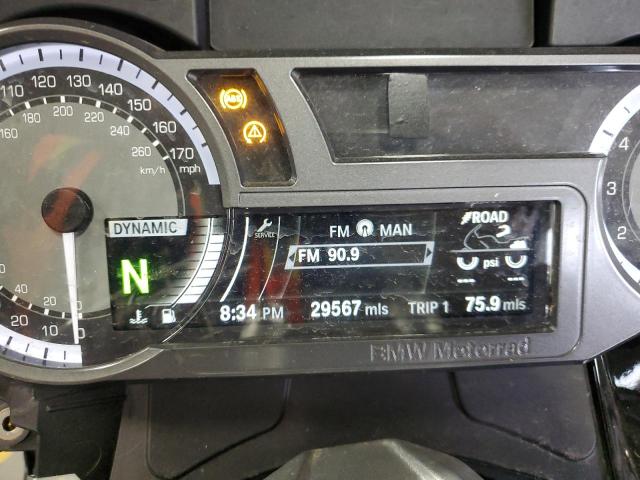 110 120 130 140 150 160 170
160 180 200 220 240 260
km/h mph
ABS
DYNAMIC
SERVICE
FM MAN
ROAD
FM 90.9
psi
N
--- ---
8:34 PM 29567 mls TRIP 1 75.9 mls
20
10
0
BMW Motorrad
4
3
2